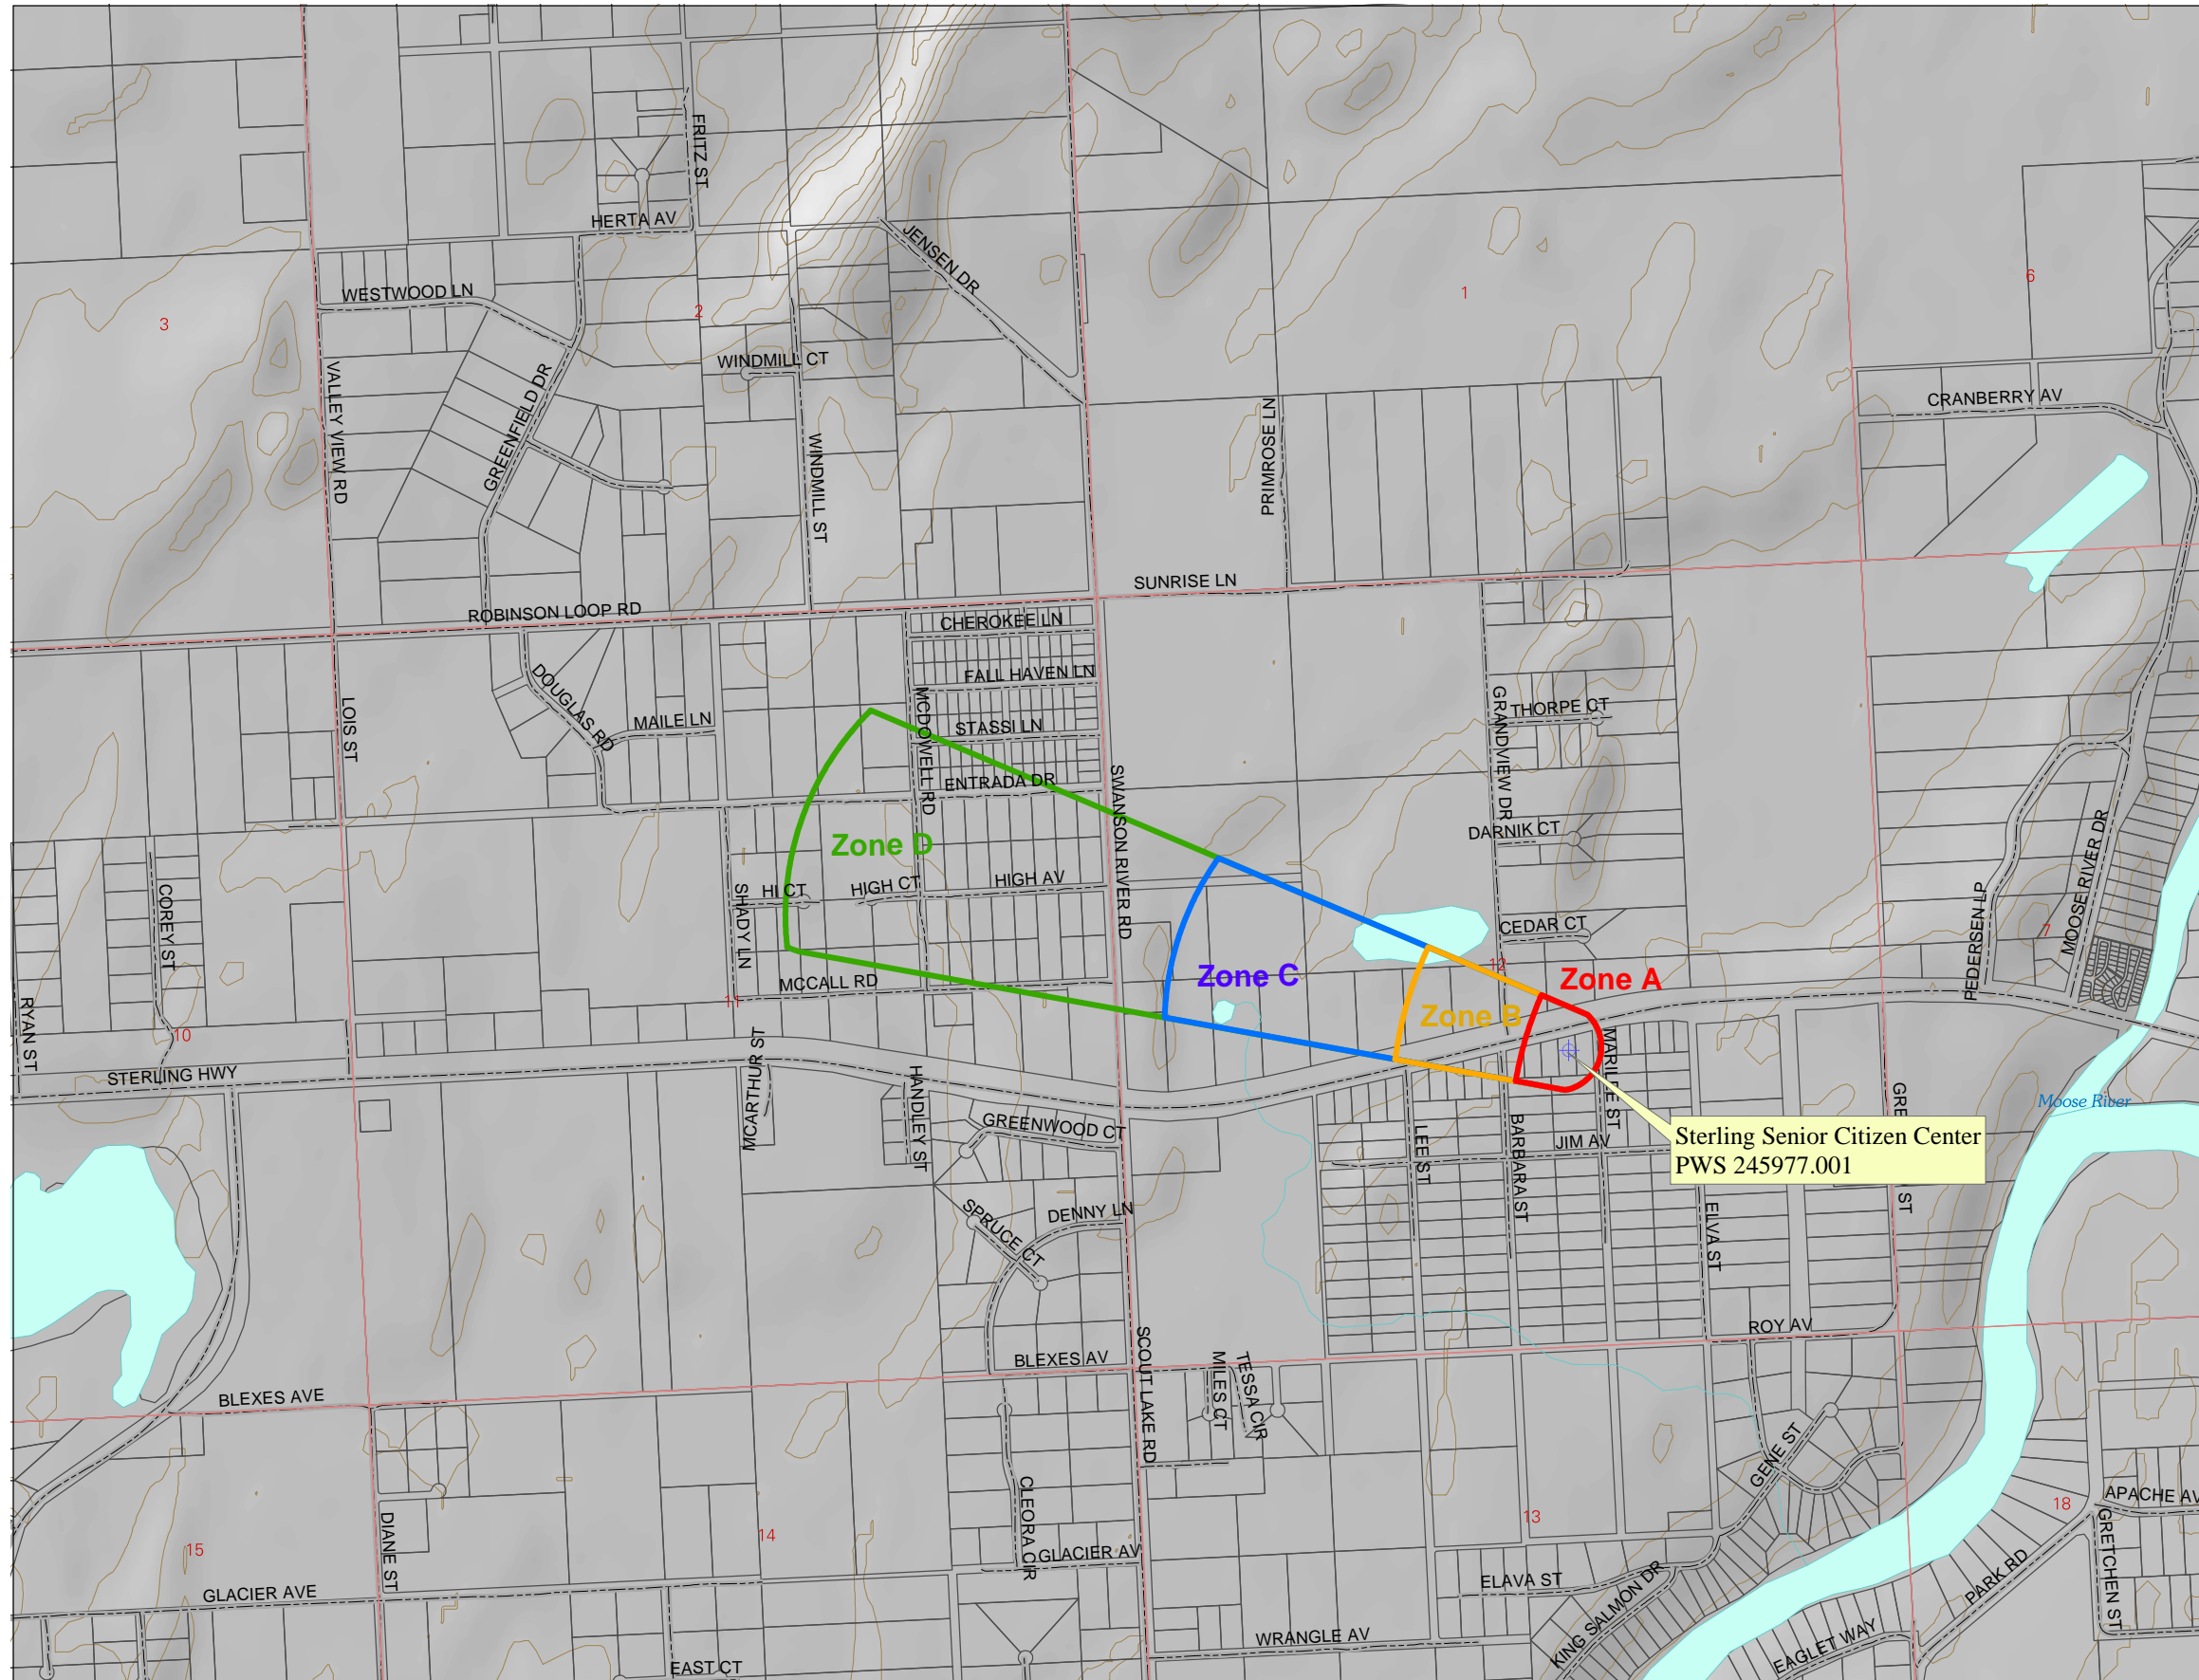 FRITZ ST
HERTA AV
JENSEN DR
WESTWOOD LN
3
2
1
6
WINDMILL CT
VALLEY VIEW RD
GREENFIELD DR
WINDMILL ST
PRIMROSE LN
CRANBERRY AV
SUNRISE LN
ROBINSON LOOP RD
CHEROKEE LN
FALL HAVEN LN
DOUGLAS RD
MAILE LN
LOIS ST
MCDOWELL RD
STASSI LN
GRANDVIEW DR
THORPE CT
ENTRADA DR
SWANSON RIVER RD
Zone D
DARNIK CT
MOOSE RIVER DR
COREY ST
SHADY LN
HI CT
HIGH CT
HIGH AV
CEDAR CT
PEDERSEN LP
7
12
Zone C
Zone A
MCCALL RD
11
Zone B
RYAN ST
10
STERLING HWY
MCARTHUR ST
HANDLEY ST
MARILE ST
Moose River
GREENWOOD CT
LEE ST
BARBARA ST
JIM AV
Sterling Senior Citizen Center
PWS 245977.001
SPRUCE CT
DENNY LN
ELVA ST
ROY AV
SCOUT LAKE RD
BLEXES AV
MILES CT
TESSA CIR
BLEXES AVE
GENE ST
CLEORA CIR
DIANE ST
15
14
13
18
APACHE AV
GRETCHEN ST
GLACIER AV
GLACIER AVE
ELAVA ST
KING SALMON DR
PARK RD
WRANGLE AV
EAGLET WAY
EAST CT